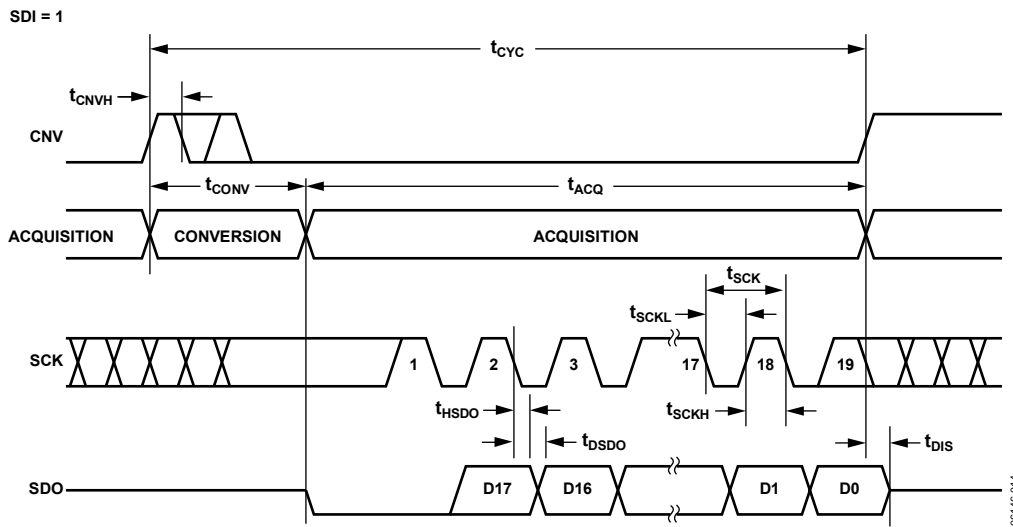 SDI = 1
tCYC
tCNVH
CNV
tCONV
tACQ
ACQUISITION
CONVERSION
ACQUISITION
tSCK
tSCKL
SCK
1
2
3
17
18
19
tHSDO
tSCKH
tDSDO
tDIS
SDO
D17
D16
D1
D0